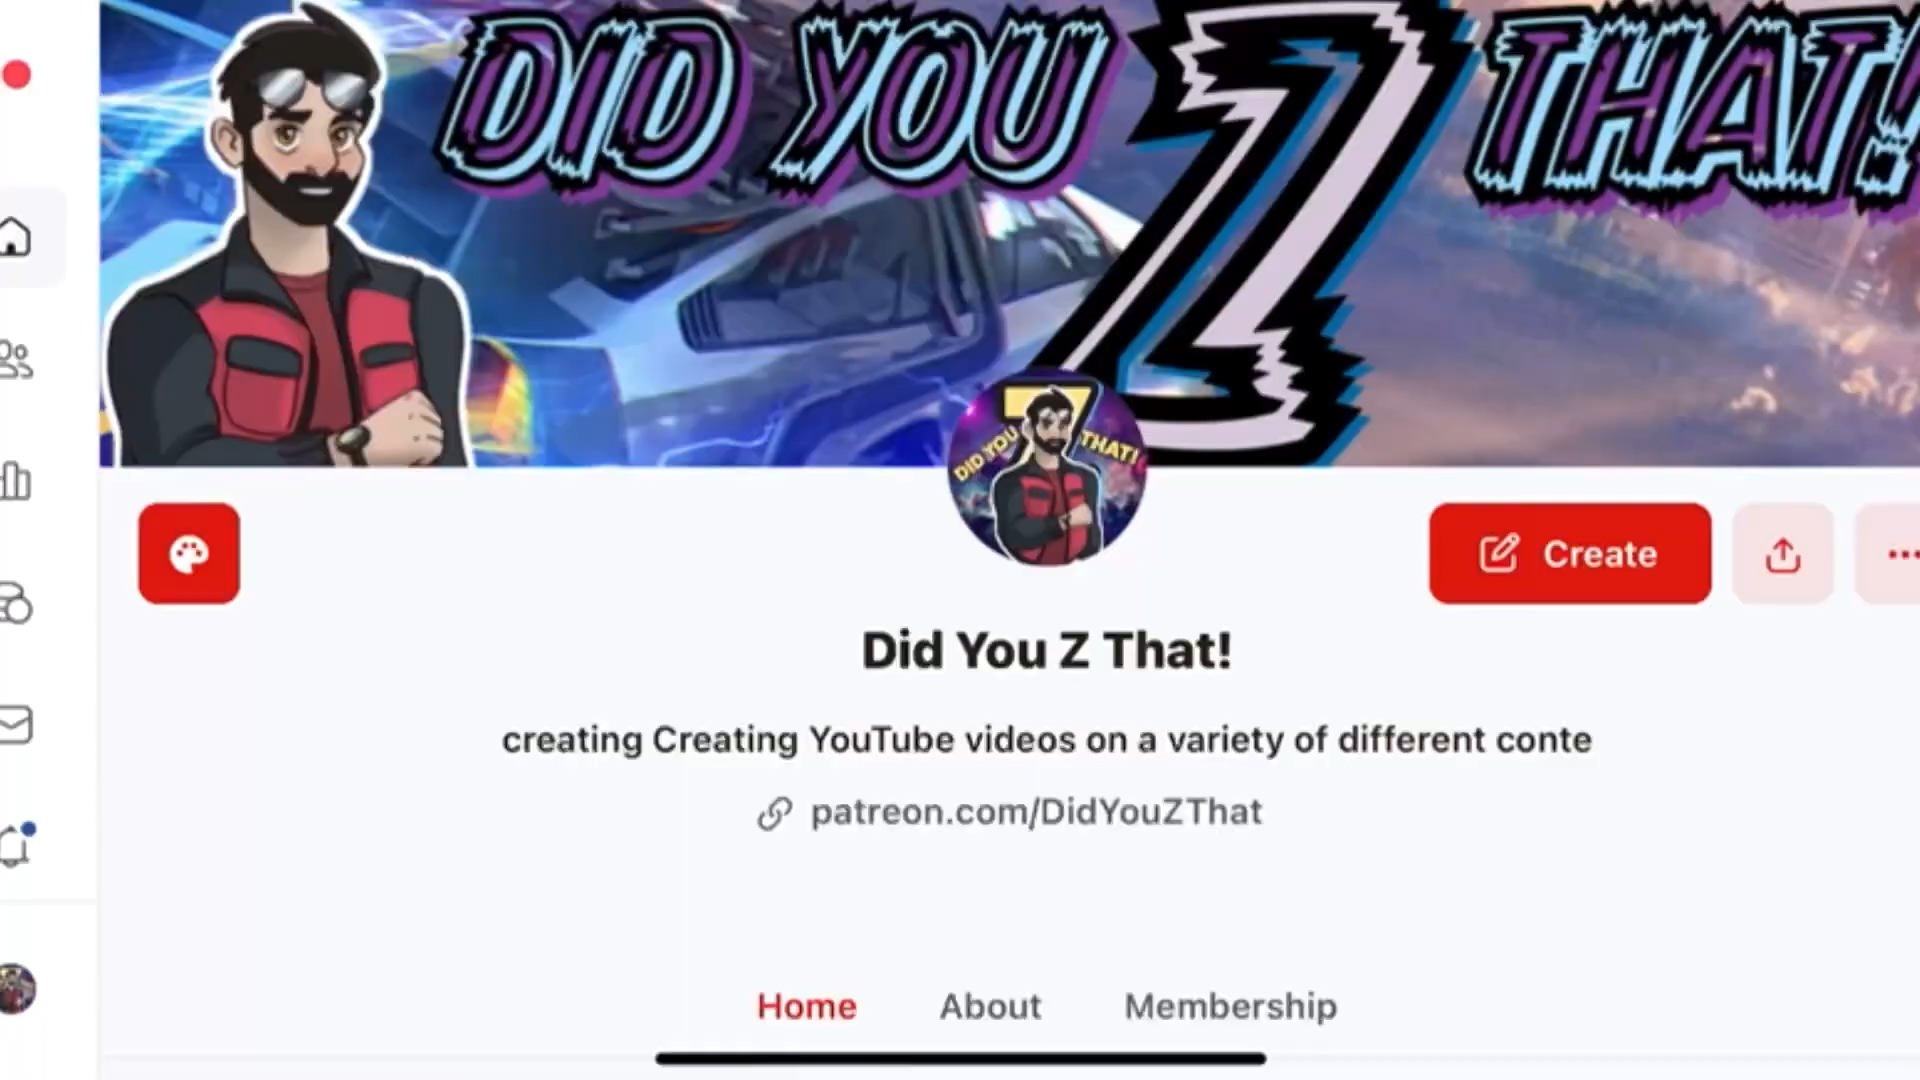 DID YOU Z THAT!
DID YOU Z THAT!
Create
Did You Z That!
creating Creating YouTube videos on a variety of different conte
patreon.com/DidYouZThat
Home About Membership